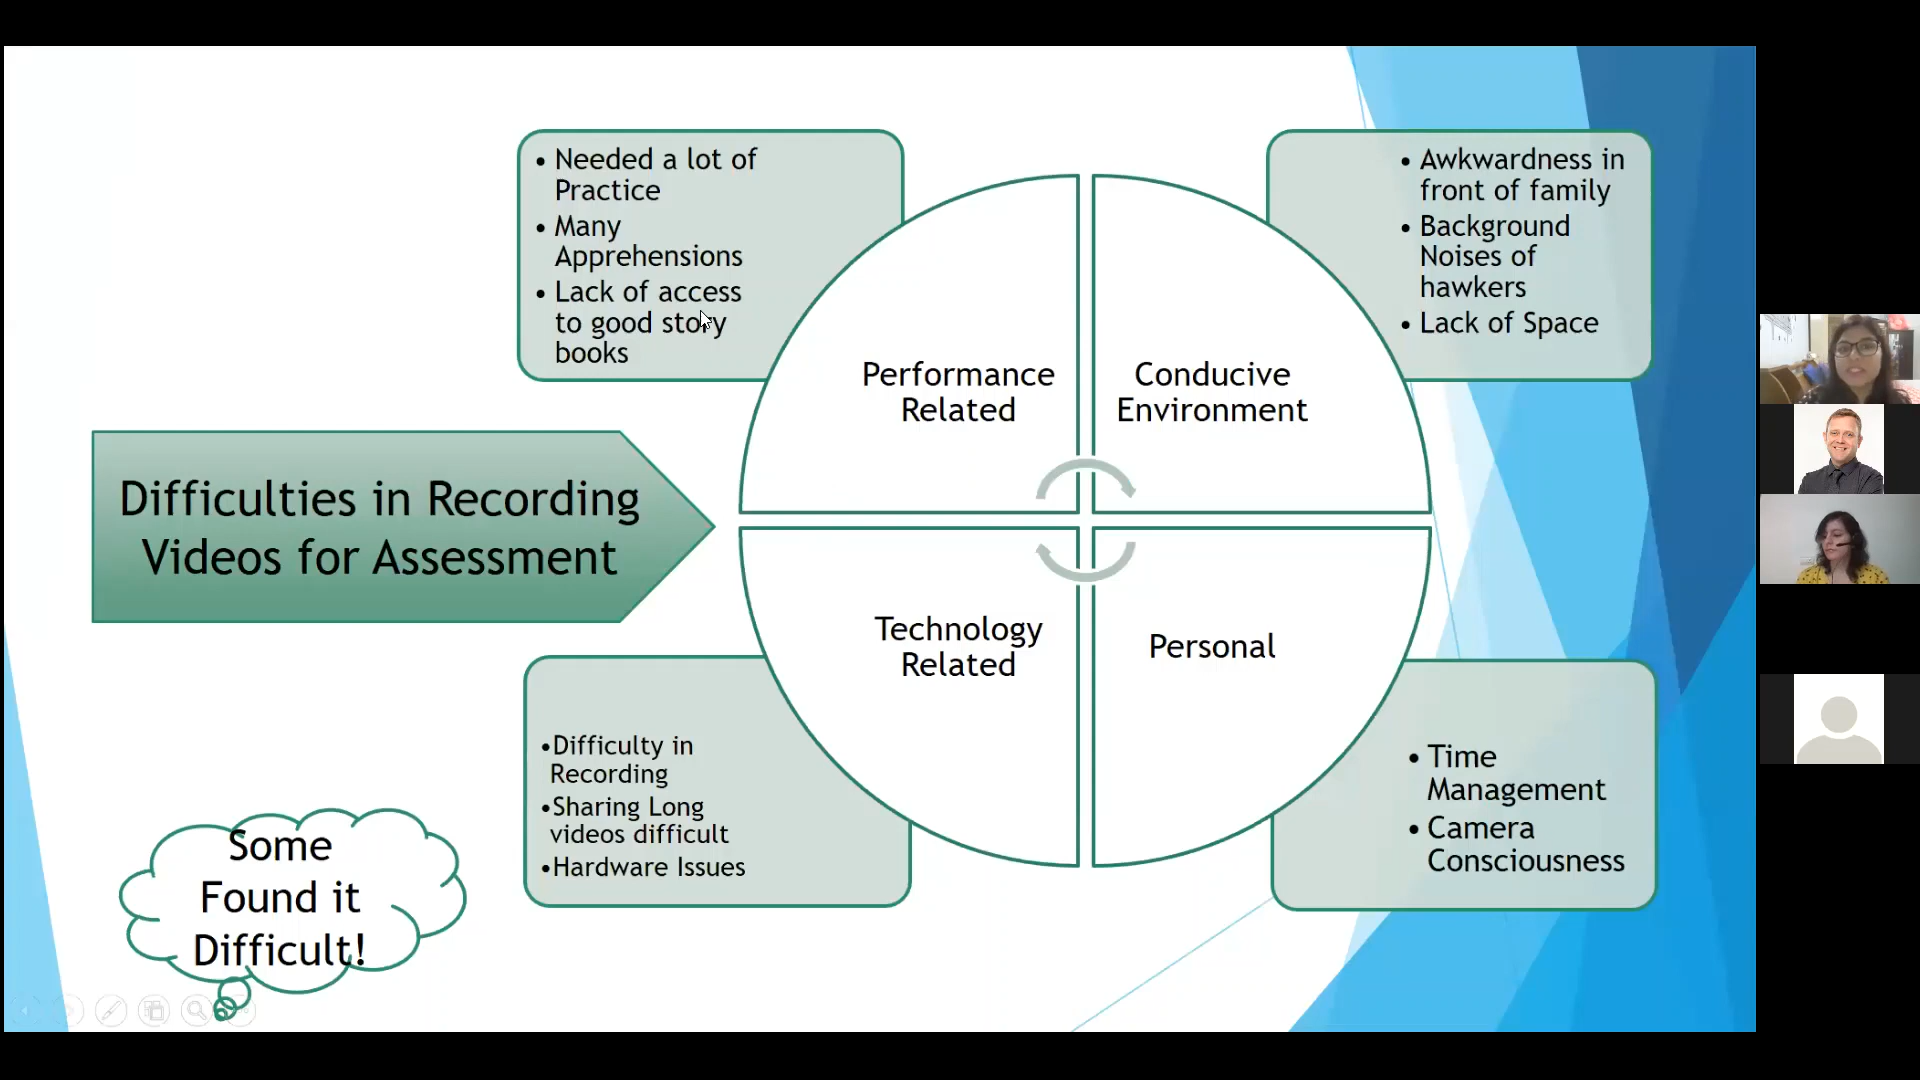 • Needed a lot of
Practice
• Many
Apprehensions
• Lack of access
to good story
books
• Awkwardness in
front of family
• Background
Noises of
hawkers
• Lack of Space
Performance
Related
Conducive
Environment
Difficulties in Recording
Videos for Assessment
Technology
Related
Personal
•Difficulty in
Recording
•Sharing Long
videos difficult
•Hardware Issues
• Time
Management
• Camera
Consciousness
Some
Found it
Difficult!